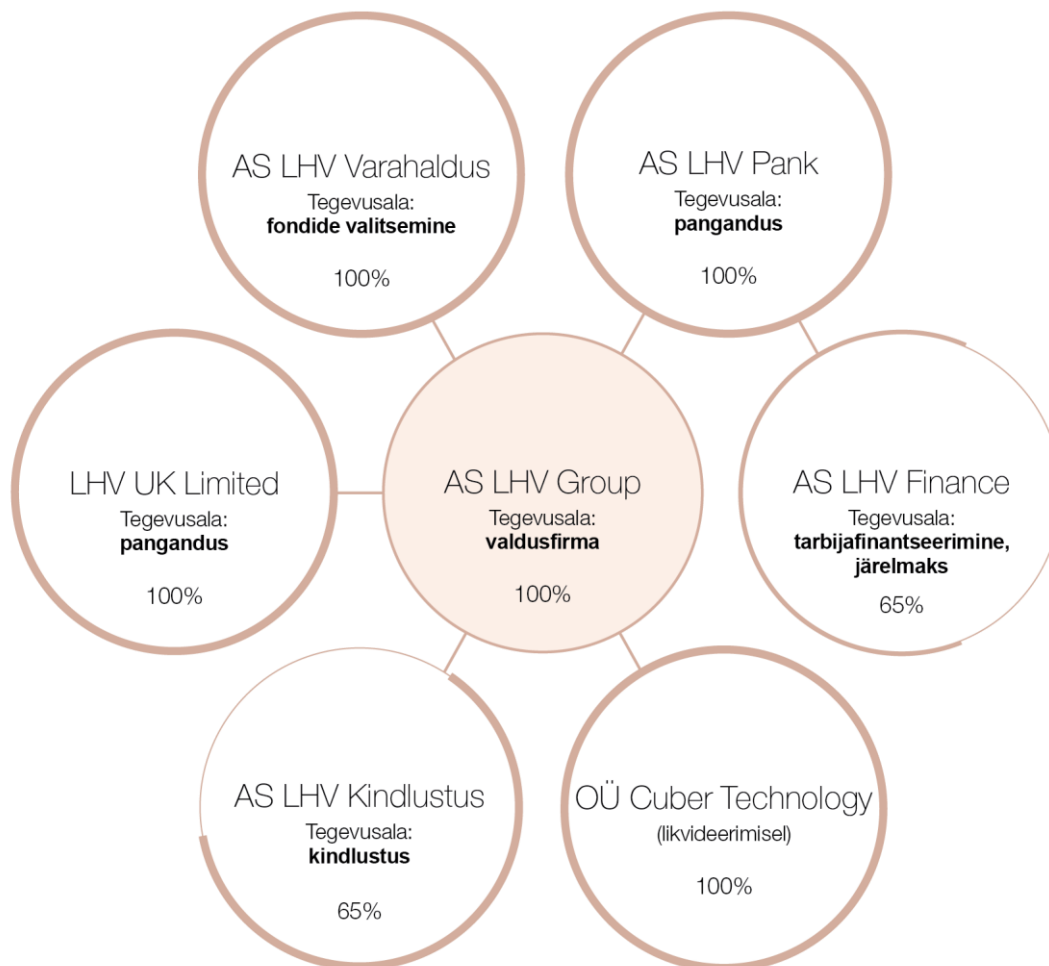 AS LHV Varahaldus
Tegevusala:
fondide valitsemine
100%
AS LHV Pank
Tegevusala:
pangandus
100%
LHV UK Limited
Tegevusala:
pangandus
100%
AS LHV Group
Tegevusala:
valdusfirma
100%
AS LHV Finance
Tegevusala:
tarbijafinantseerimine,
järelmaks
65%
AS LHV Kindlustus
Tegevusala:
kindlustus
65%
OÜ Cuber Technology
(likvideerimisel)
100%